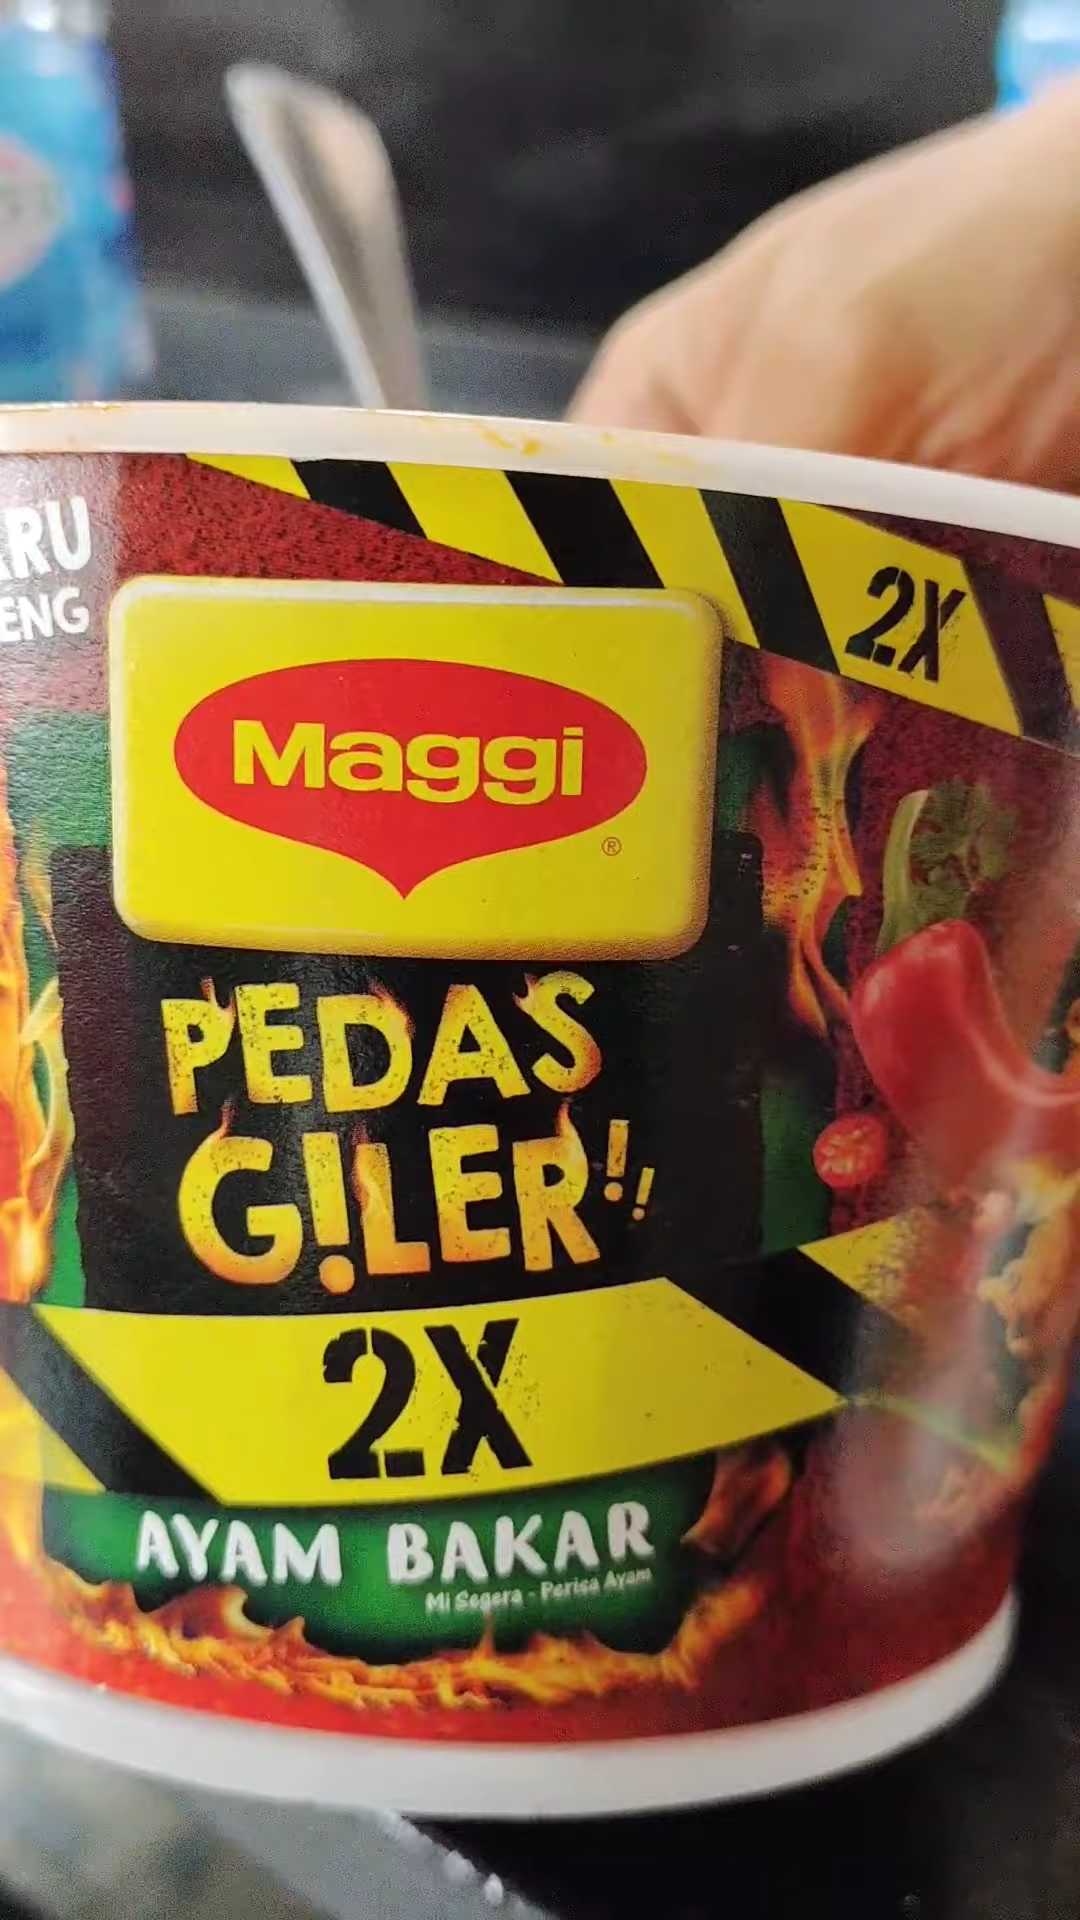 2X
Maggi
®
PEDAS
G!LER!!
2X
AYAM BAKAR
Mi Segera - Perisa Ayam